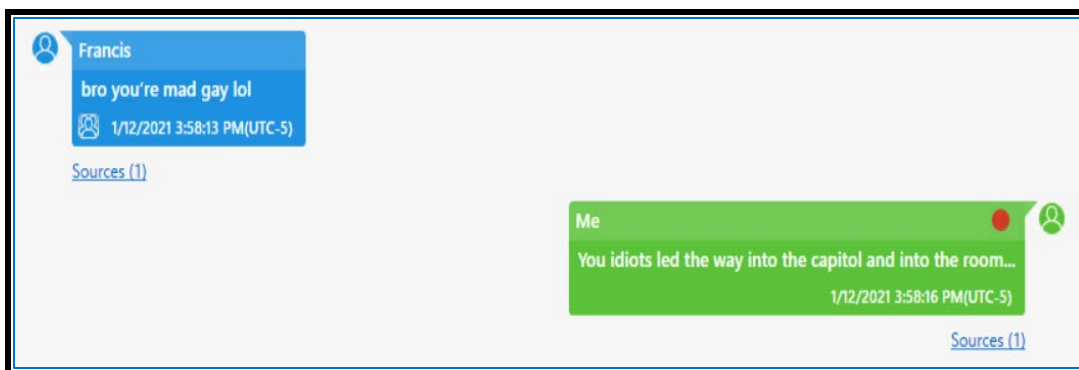 Francis
bro you're mad gay lol
1/12/2021 3:58:13 PM(UTC-5)
Sources (1)
Me
You idiots led the way into the capitol and into the room...
1/12/2021 3:58:16 PM(UTC-5)
Sources (1)